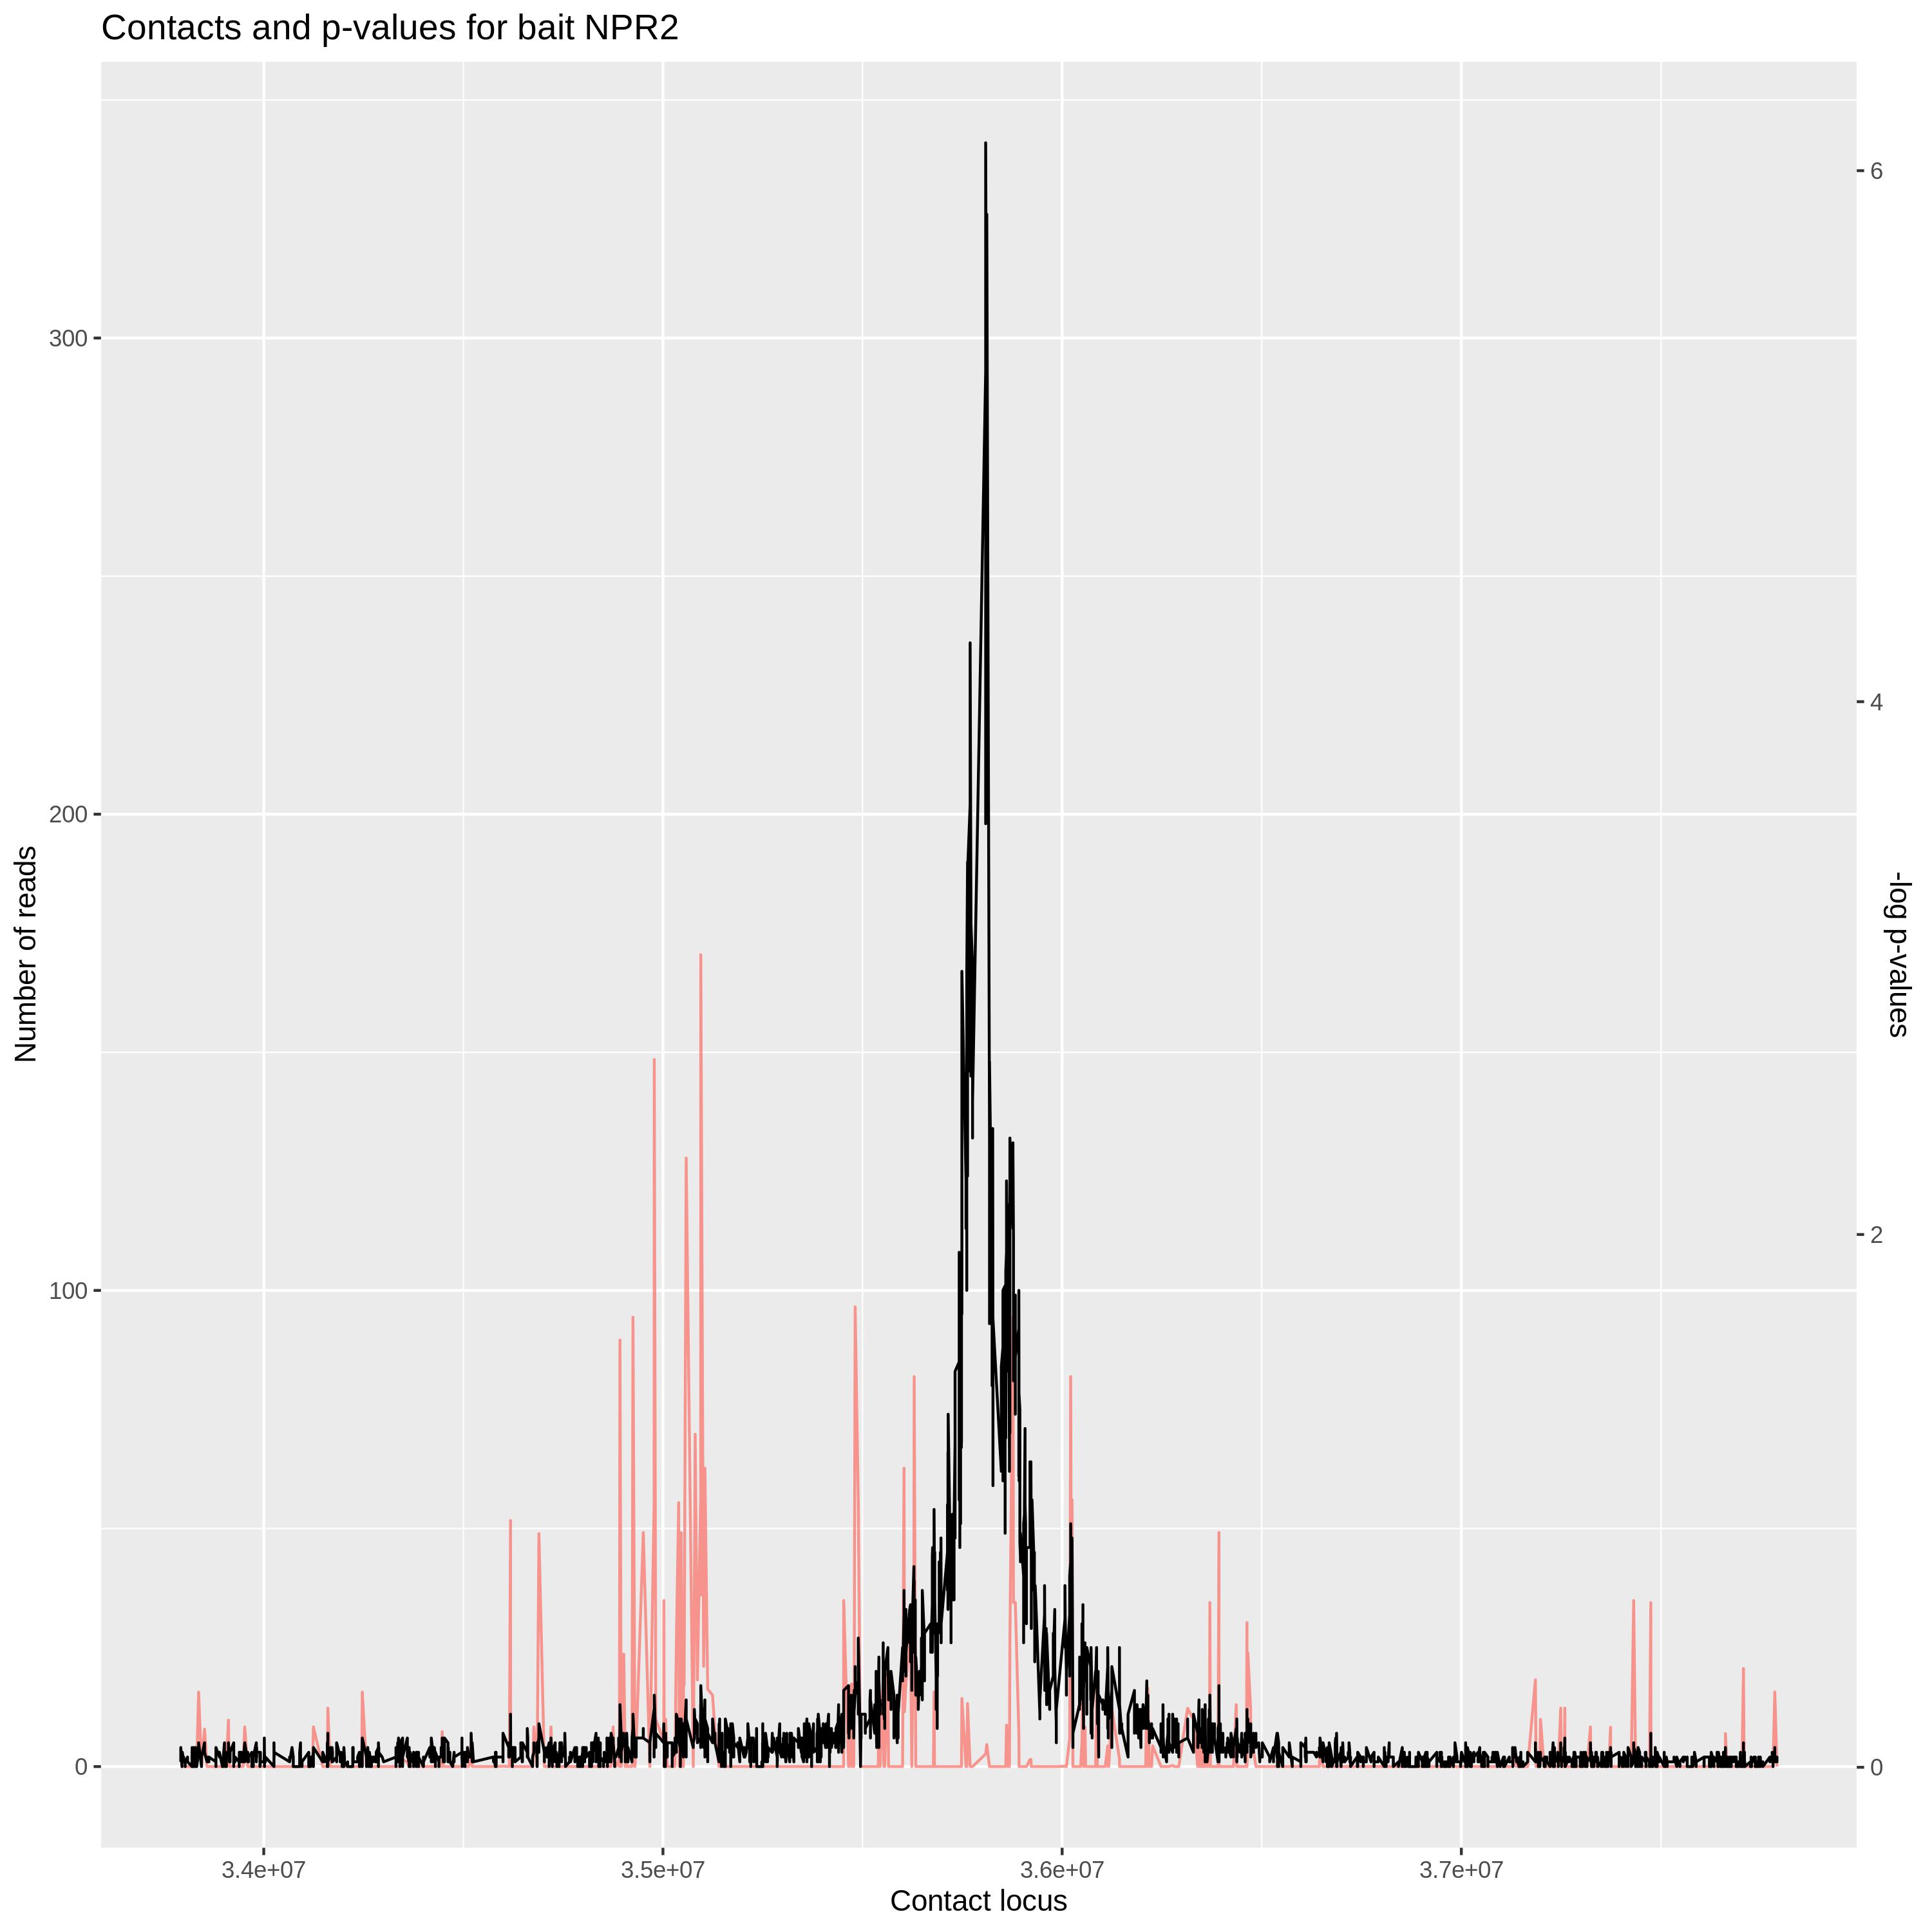 Contacts and p-values for bait NPR2
Number of reads
300
200
100
0
6
4
2
0
-log p-values
3.4e+07
3.5e+07
3.6e+07
3.7e+07
Contact locus